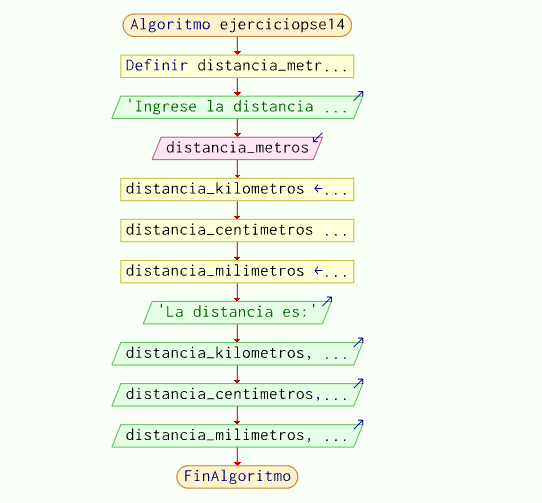 Algoritmo ejerciciopse14
Definir distancia_metr...
'Ingrese la distancia ...
distancia_metros
distancia_kilometros ←...
distancia_centimetros ...
distancia_milimetros ←...
'La distancia es:'
distancia_kilometros, ...
distancia_centimetros,...
distancia_milimetros, ...
FinAlgoritmo